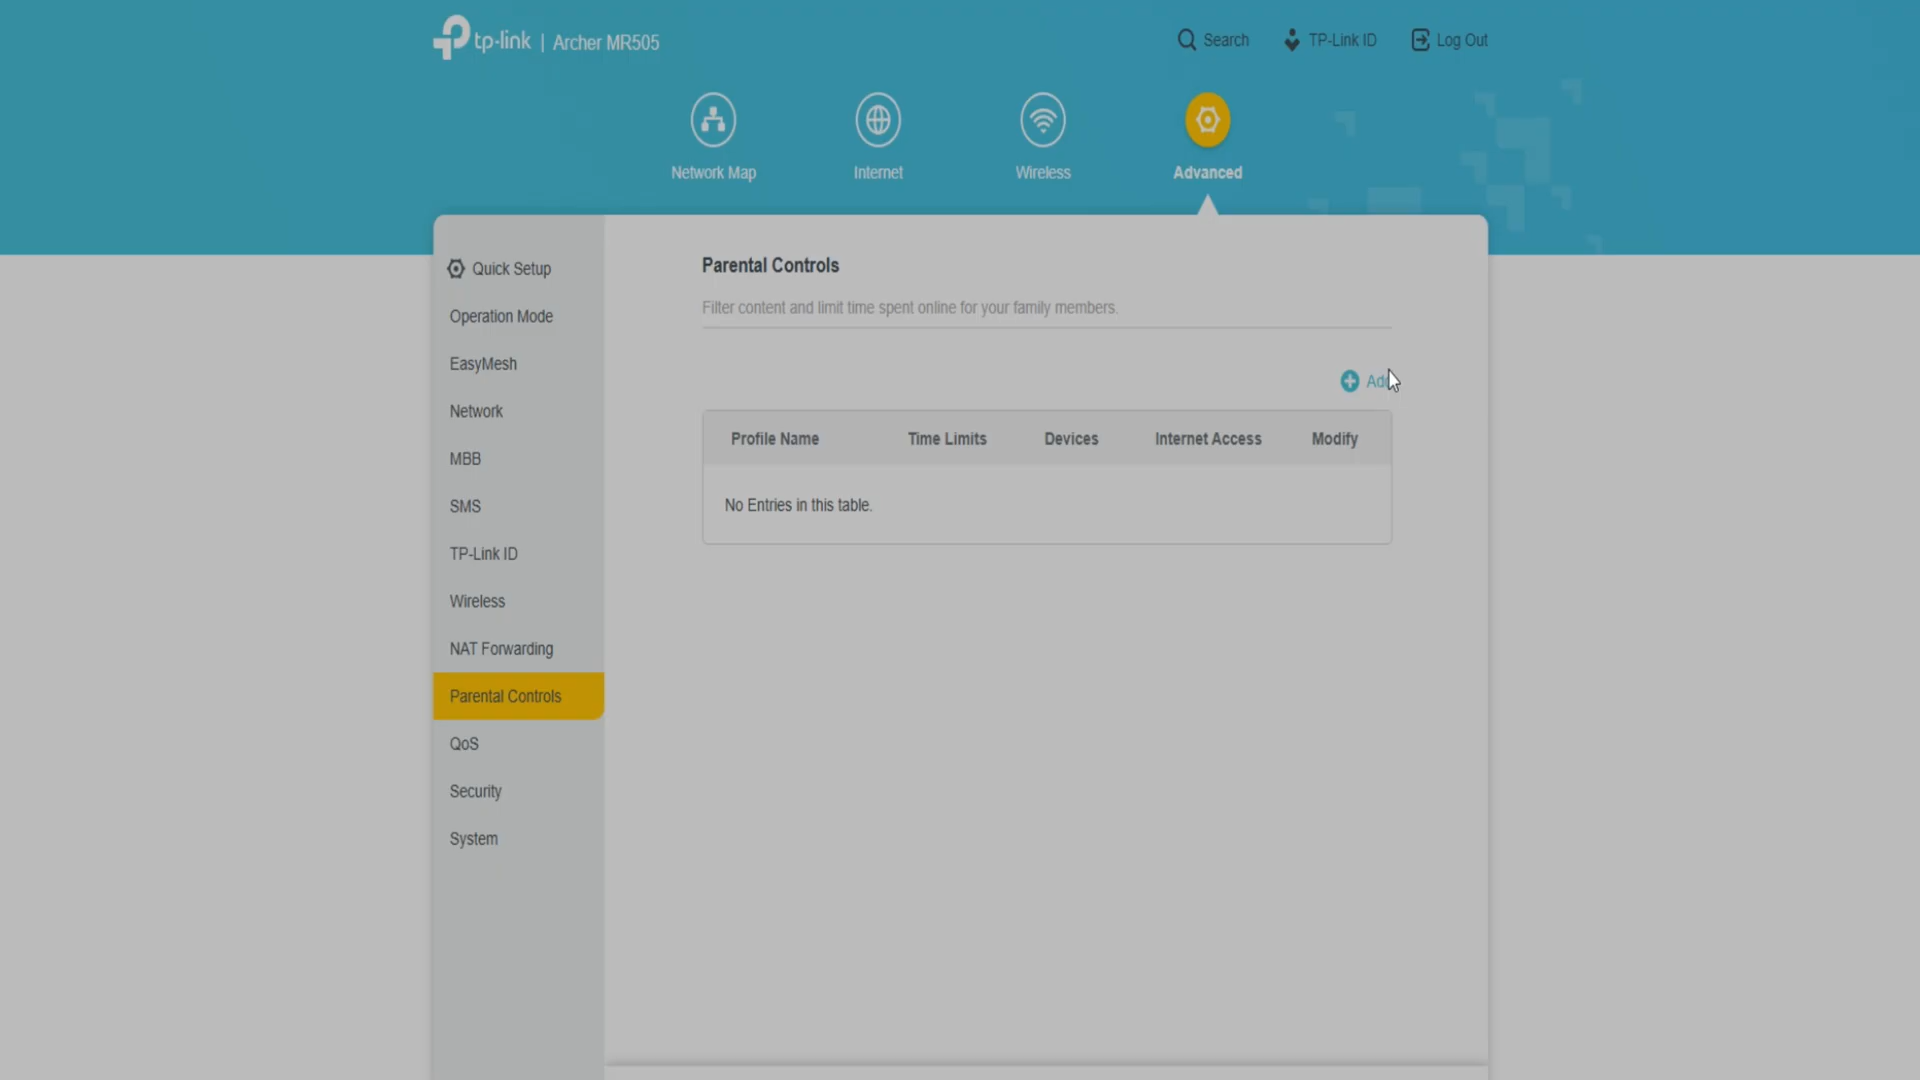 tp-link | Archer MR505
Search TP-Link ID Log Out
Network Map Internet Wireless Advanced
Quick Setup
Operation Mode
EasyMesh
Network
MBB
SMS
TP-Link ID
Wireless
NAT Forwarding
Parental Controls
QoS
Security
System
Parental Controls
Filter content and limit time spent online for your family members.
Add
Profile Name Time Limits Devices Internet Access Modify
No Entries in this table.